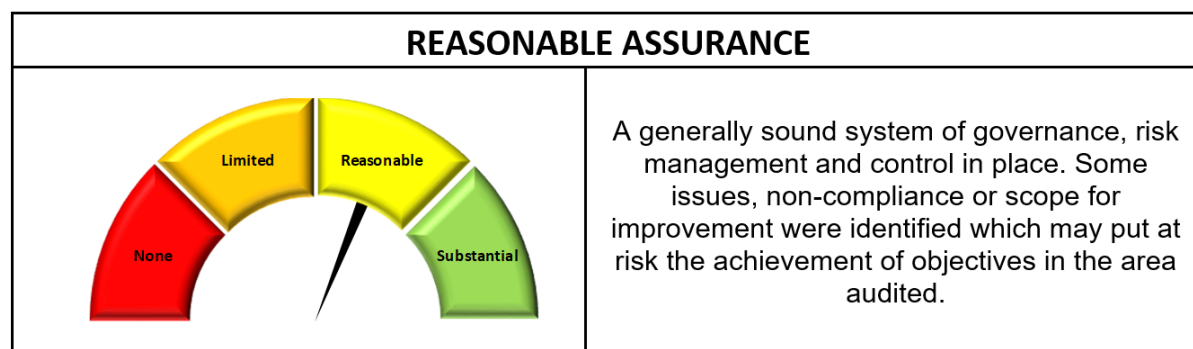 REASONABLE ASSURANCE
Limited
Reasonable
None
Substantial
A generally sound system of governance, risk
management and control in place. Some
issues, non-compliance or scope for
improvement were identified which may put at
risk the achievement of objectives in the area
audited.